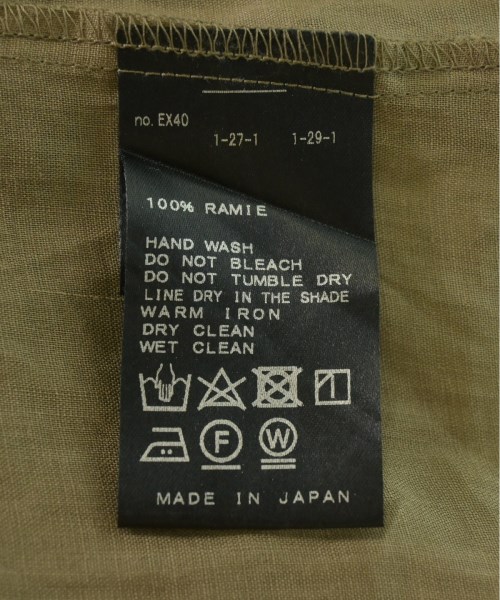 no. EX40
1-27-1 1-29-1
100% RAMIE
HAND WASH
DO NOT BLEACH
DO NOT TUMBLE DRY
LINE DRY IN THE SHADE
WARM IRON
DRY CLEAN
WET CLEAN
F W
MADE IN JAPAN